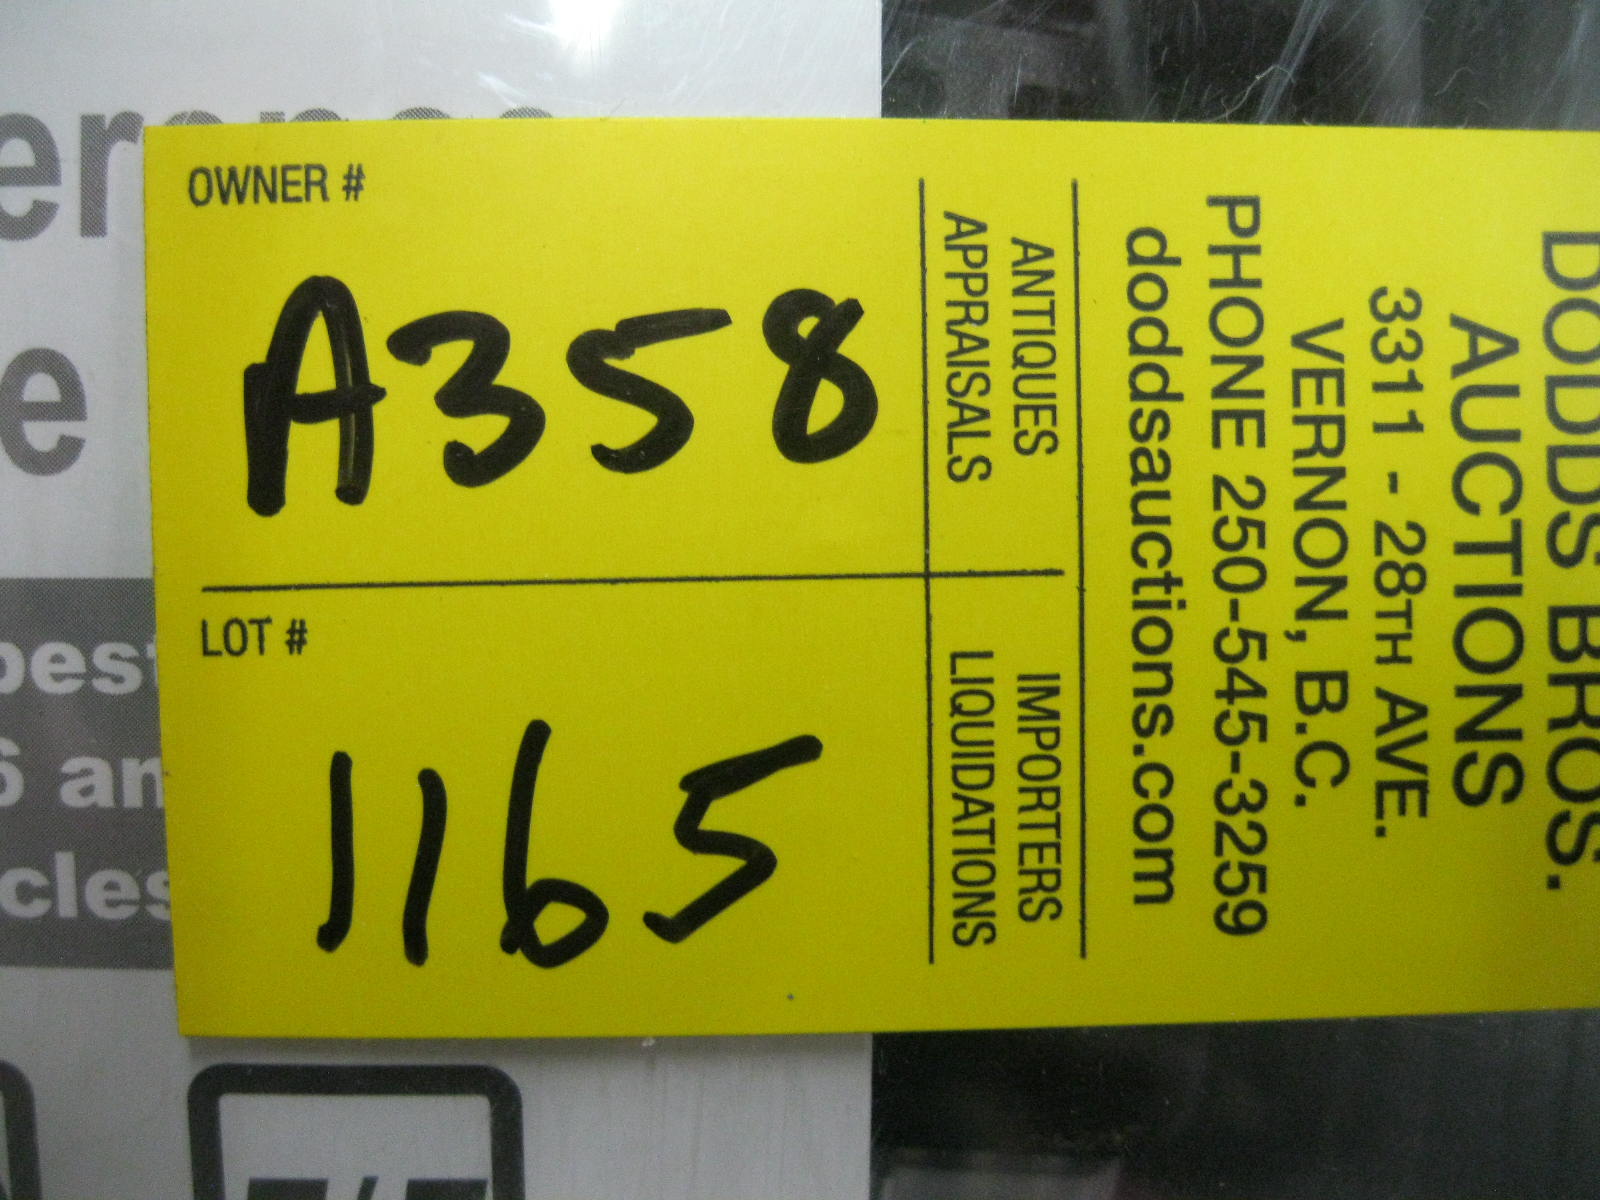 OWNER #
A358
LOT #
1165
DODDS BROS.
AUCTIONS
3311 - 28TH AVE.
VERNON, B.C.
PHONE 250-545-3259
doddsauctions.com
ANTIQUES
APPRAISALS
IMPORTERS
LIQUIDATIONS
e
6 an
cles